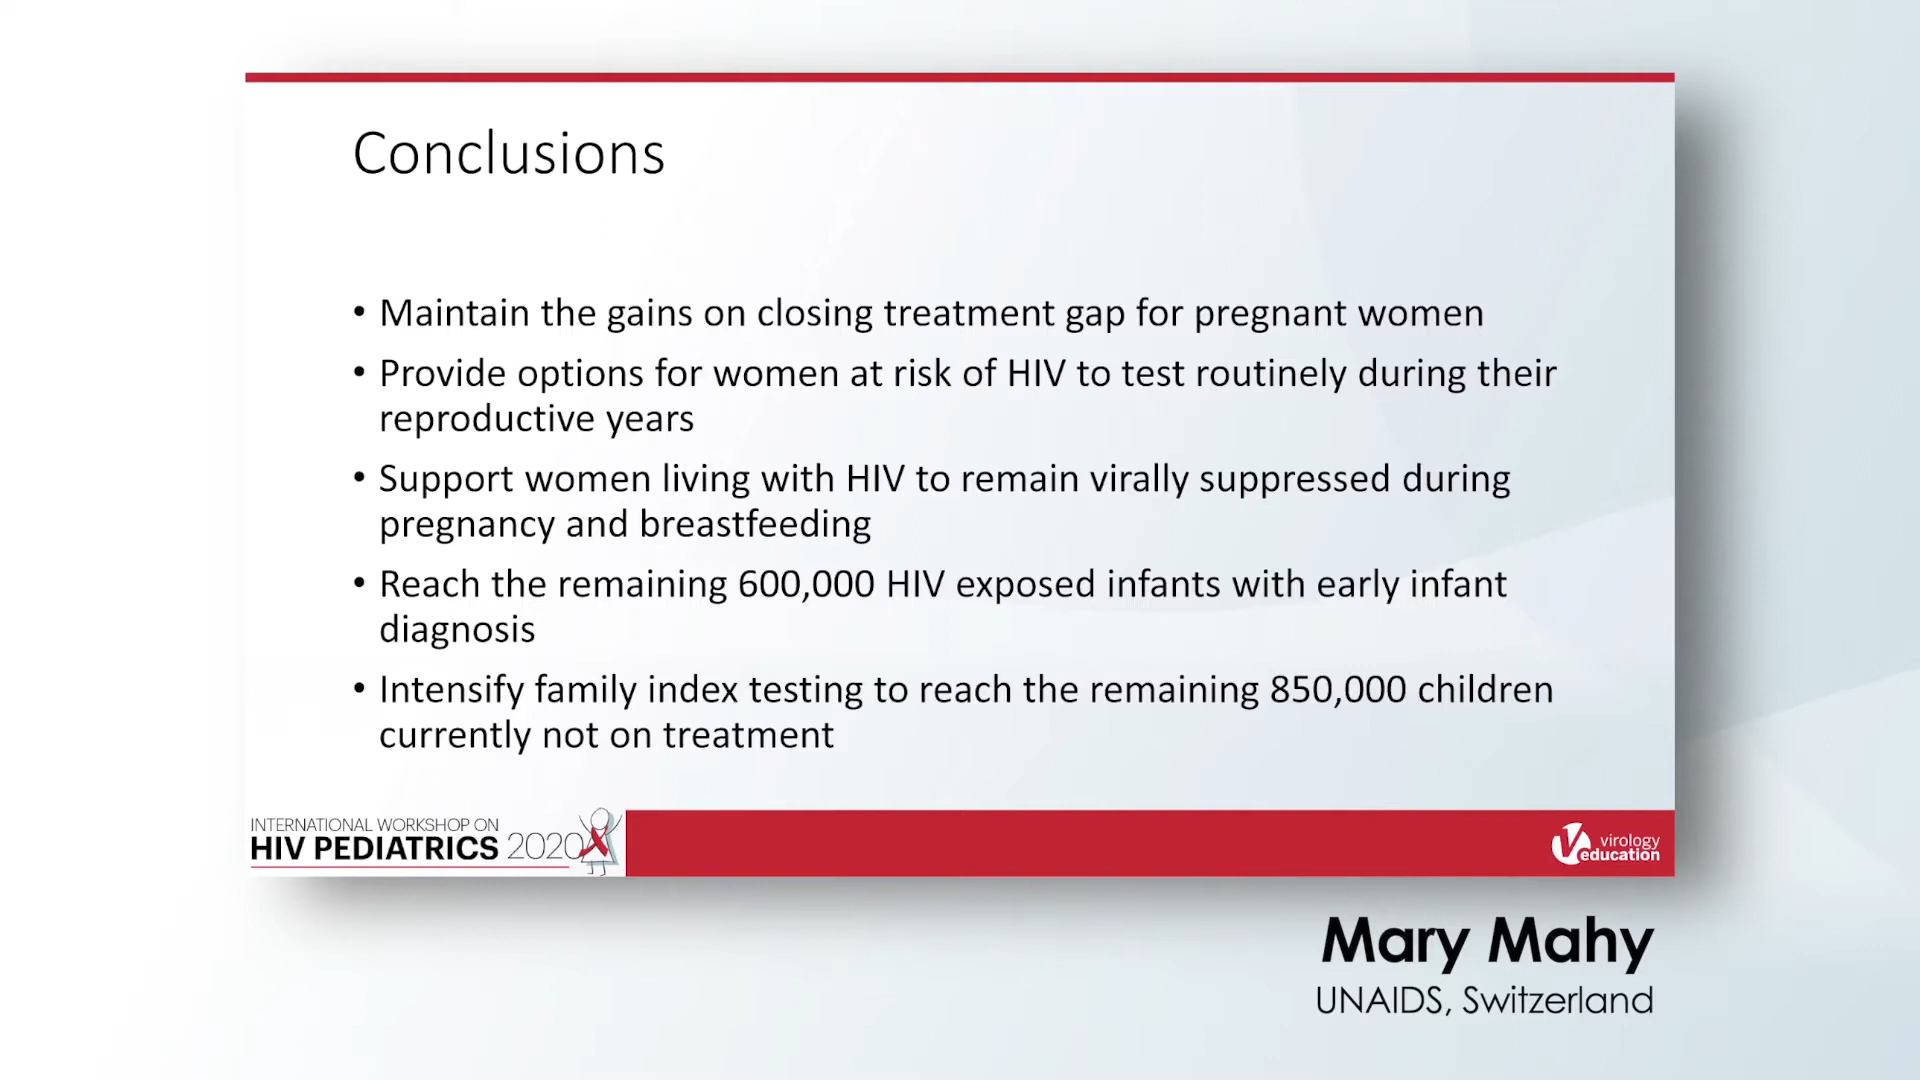 Conclusions
• Maintain the gains on closing treatment gap for pregnant women
• Provide options for women at risk of HIV to test routinely during their
reproductive years
• Support women living with HIV to remain virally suppressed during
pregnancy and breastfeeding
• Reach the remaining 600,000 HIV exposed infants with early infant
diagnosis
• Intensify family index testing to reach the remaining 850,000 children
currently not on treatment
INTERNATIONAL WORKSHOP ON
HIV PEDIATRICS 2020
virology
education
Mary Mahy
UNAIDS, Switzerland